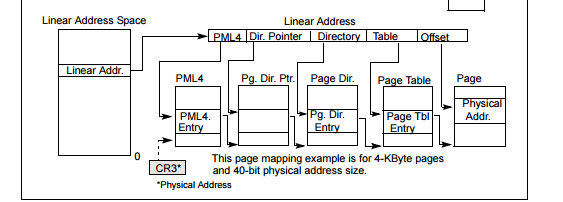 Linear Address Space
Linear Address
PML4 Dir. Pointer Directory Table Offset
Linear Addr.
PML4 Pg. Dir. Ptr. Page Dir. Page Table Page
Physical
Addr.
PML4.
Entry
Pg. Dir.
Entry
Page Tbl
Entry
0
CR3*
This page mapping example is for 4-KByte pages
and 40-bit physical address size.
*Physical Address